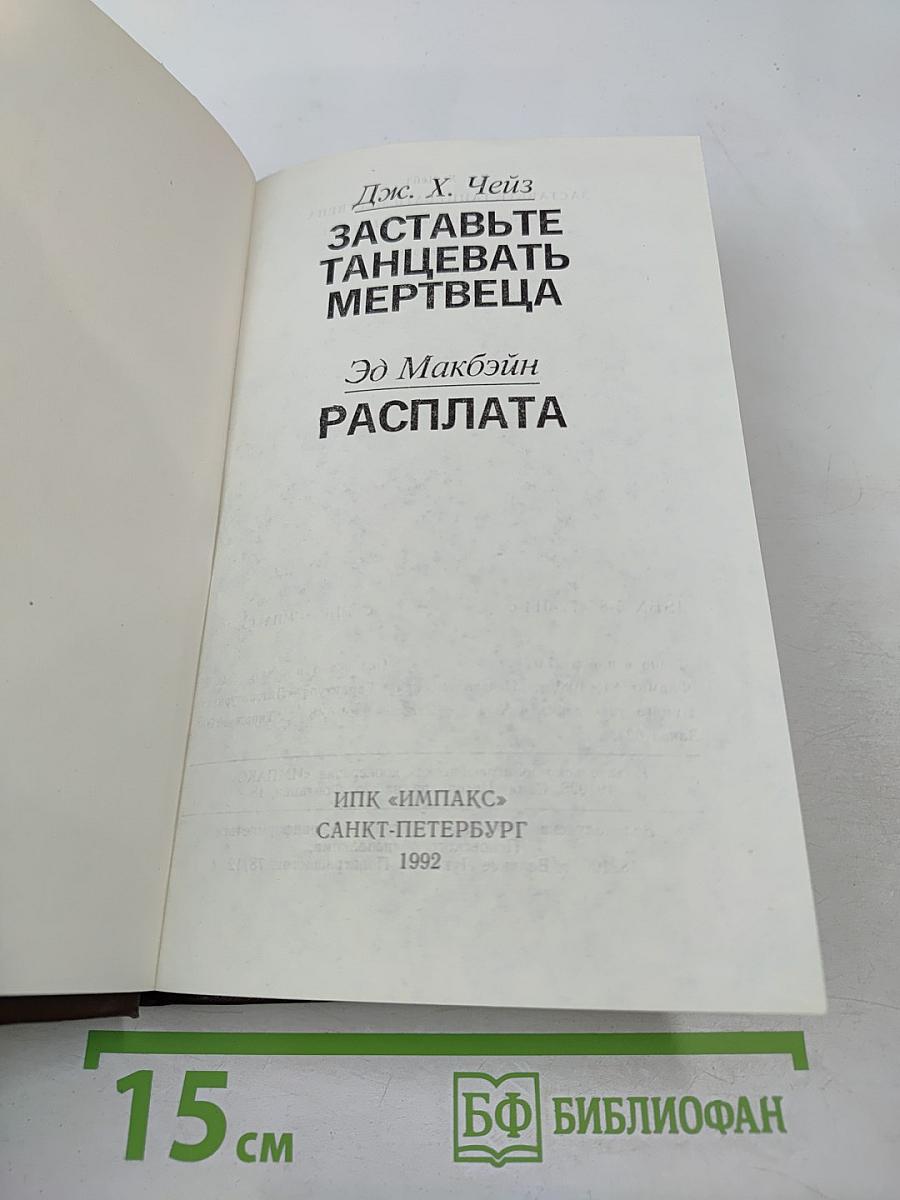 Дж. Х. Чейз
ЗАСТАВЬТЕ
ТАНЦЕВАТЬ
МЕРТВЕЦА
Эд Макбэйн
РАСПЛАТА
ИПК «ИМПАКС»
САНКТ-ПЕТЕРБУРГ
1992
15 см
БФ БИБЛИОФАН